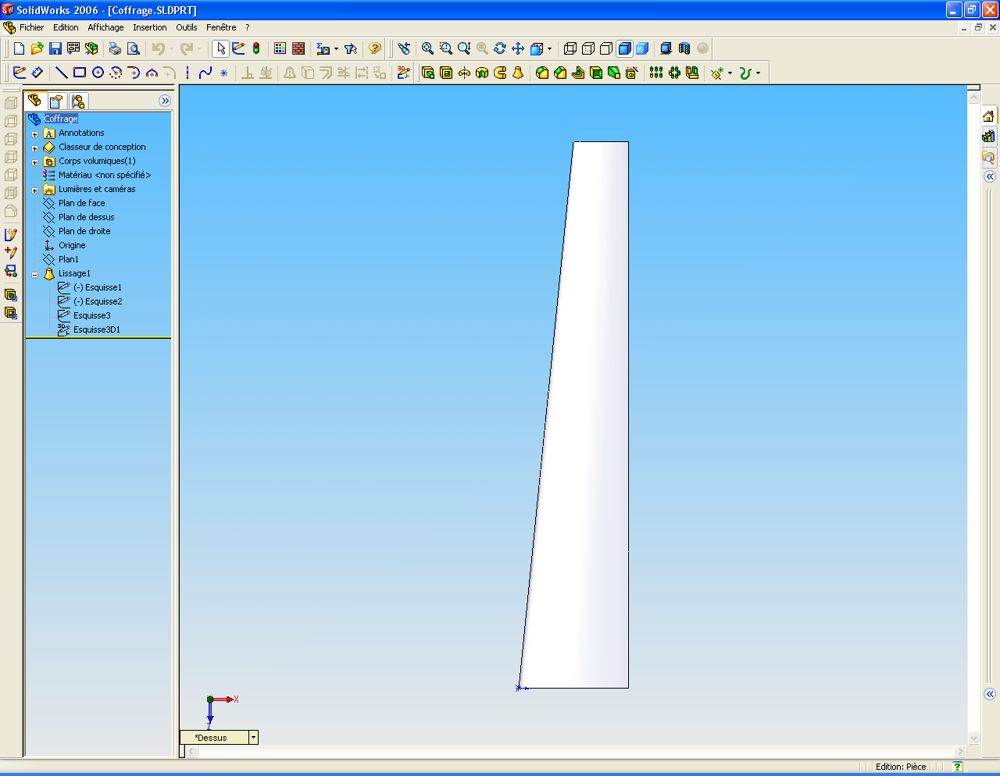 SolidWorks 2006 - [Coffrage.SLDPRT]
Fichier Edition Affichage Insertion Outils Fenêtre ?
3D
Coffrage
Annotations
Classeur de conception
Corps volumiques(1)
Matériau <non spécifié>
Lumières et caméras
Plan de face
Plan de dessus
Plan de droite
Origine
Plan1
Lissage1
(-) Esquisse1
(-) Esquisse2
Esquisse3
Esquisse3D1
X
Z
*Dessus
Edition: Pièce